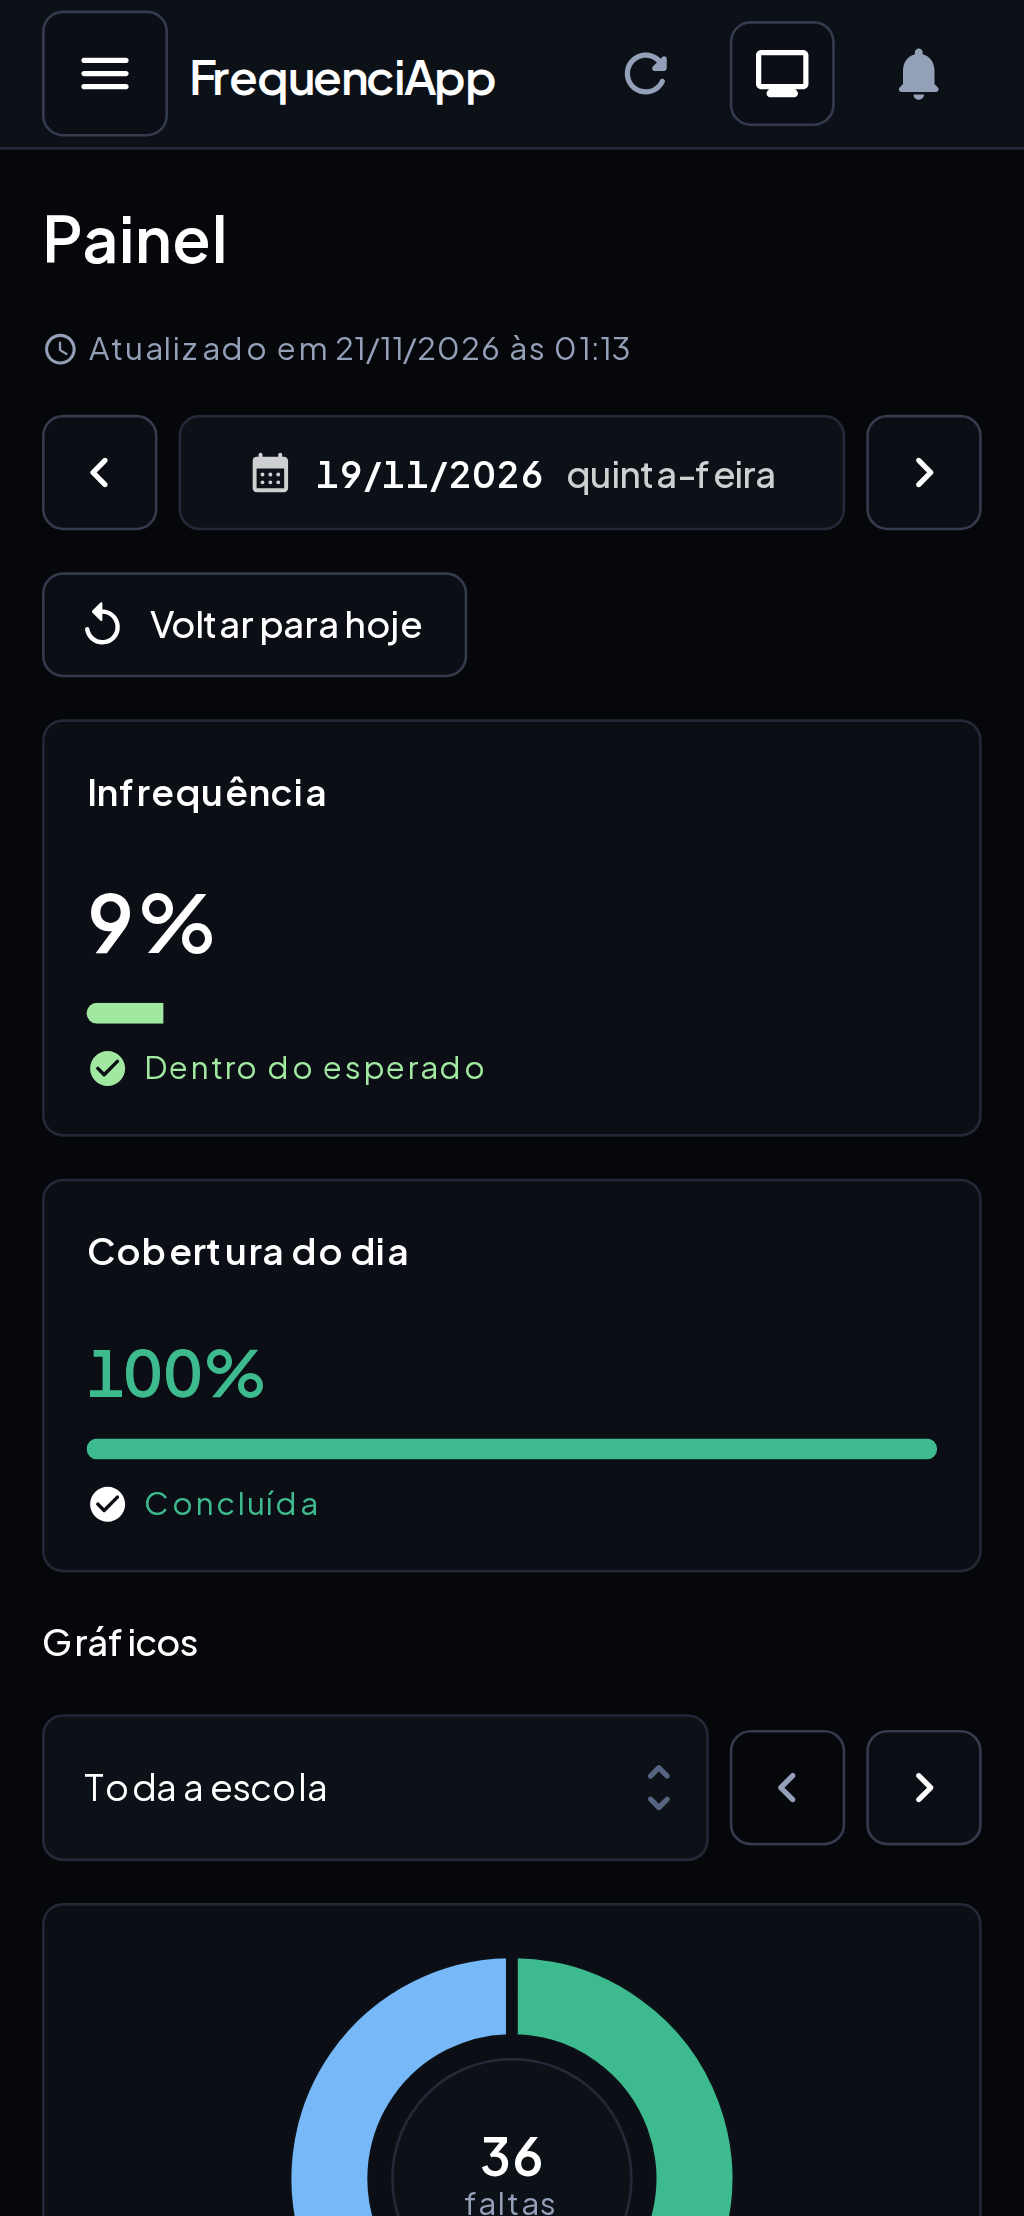 FrequenciApp
Painel
Atualizado em 21/11/2026 às 01:13
19/11/2026 quinta-feira
Voltar para hoje
Infrequência
9%
Dentro do esperado
Cobertura do dia
100%
Concluída
Gráficos
Toda a escola
36
faltas